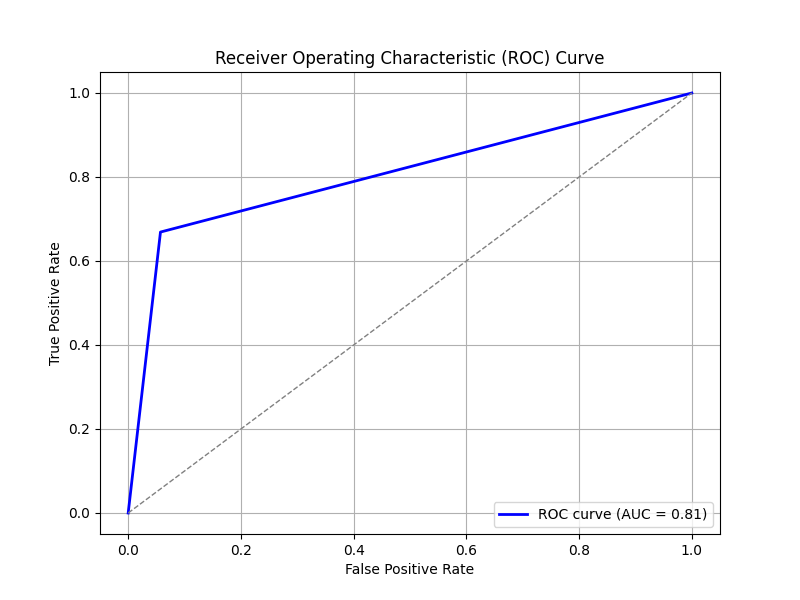 Receiver Operating Characteristic (ROC) Curve
1.0
0.8
0.6
0.4
0.2
0.0
True Positive Rate
ROC curve (AUC = 0.81)
0.0 0.2 0.4 0.6 0.8 1.0
False Positive Rate